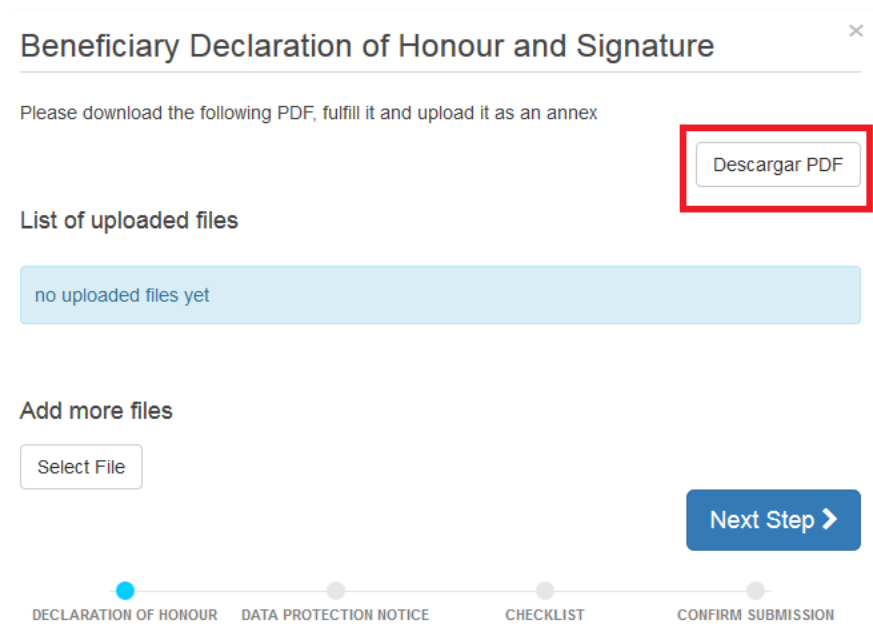 Beneficiary Declaration of Honour and Signature
×
Please download the following PDF, fulfill it and upload it as an annex
Descargar PDF
List of uploaded files
no uploaded files yet
Add more files
Select File
Next Step
DECLARATION OF HONOUR
DATA PROTECTION NOTICE
CHECKLIST
CONFIRM SUBMISSION